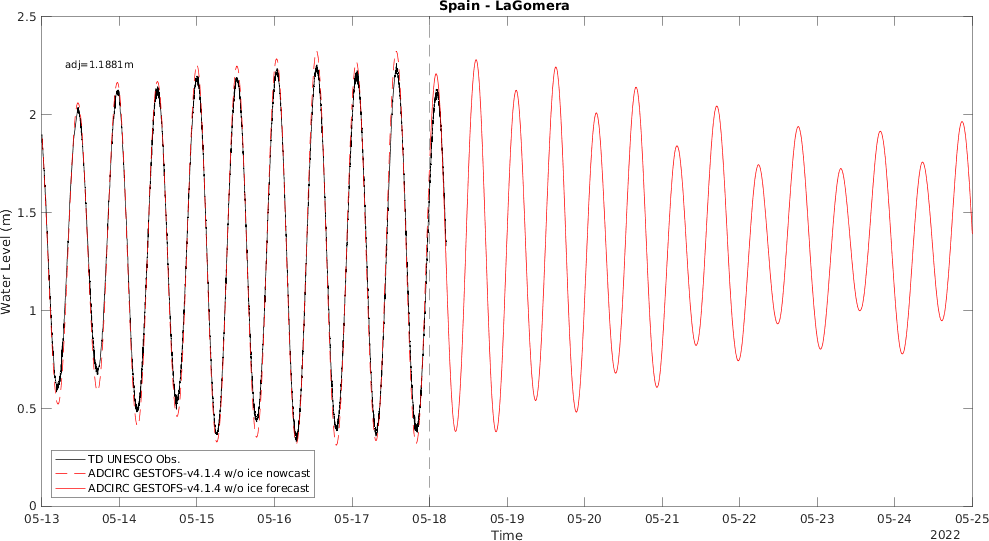 Spain - LaGomera
adj=1.1881m
2.5
2
1.5
1
0.5
0
Water Level (m)
TD UNESCO Obs.
ADCIRC GESTOFS-v4.1.4 w/o ice nowcast
ADCIRC GESTOFS-v4.1.4 w/o ice forecast
05-13 05-14 05-15 05-16 05-17 05-18 05-19 05-20 05-21 05-22 05-23 05-24 05-25
Time
2022